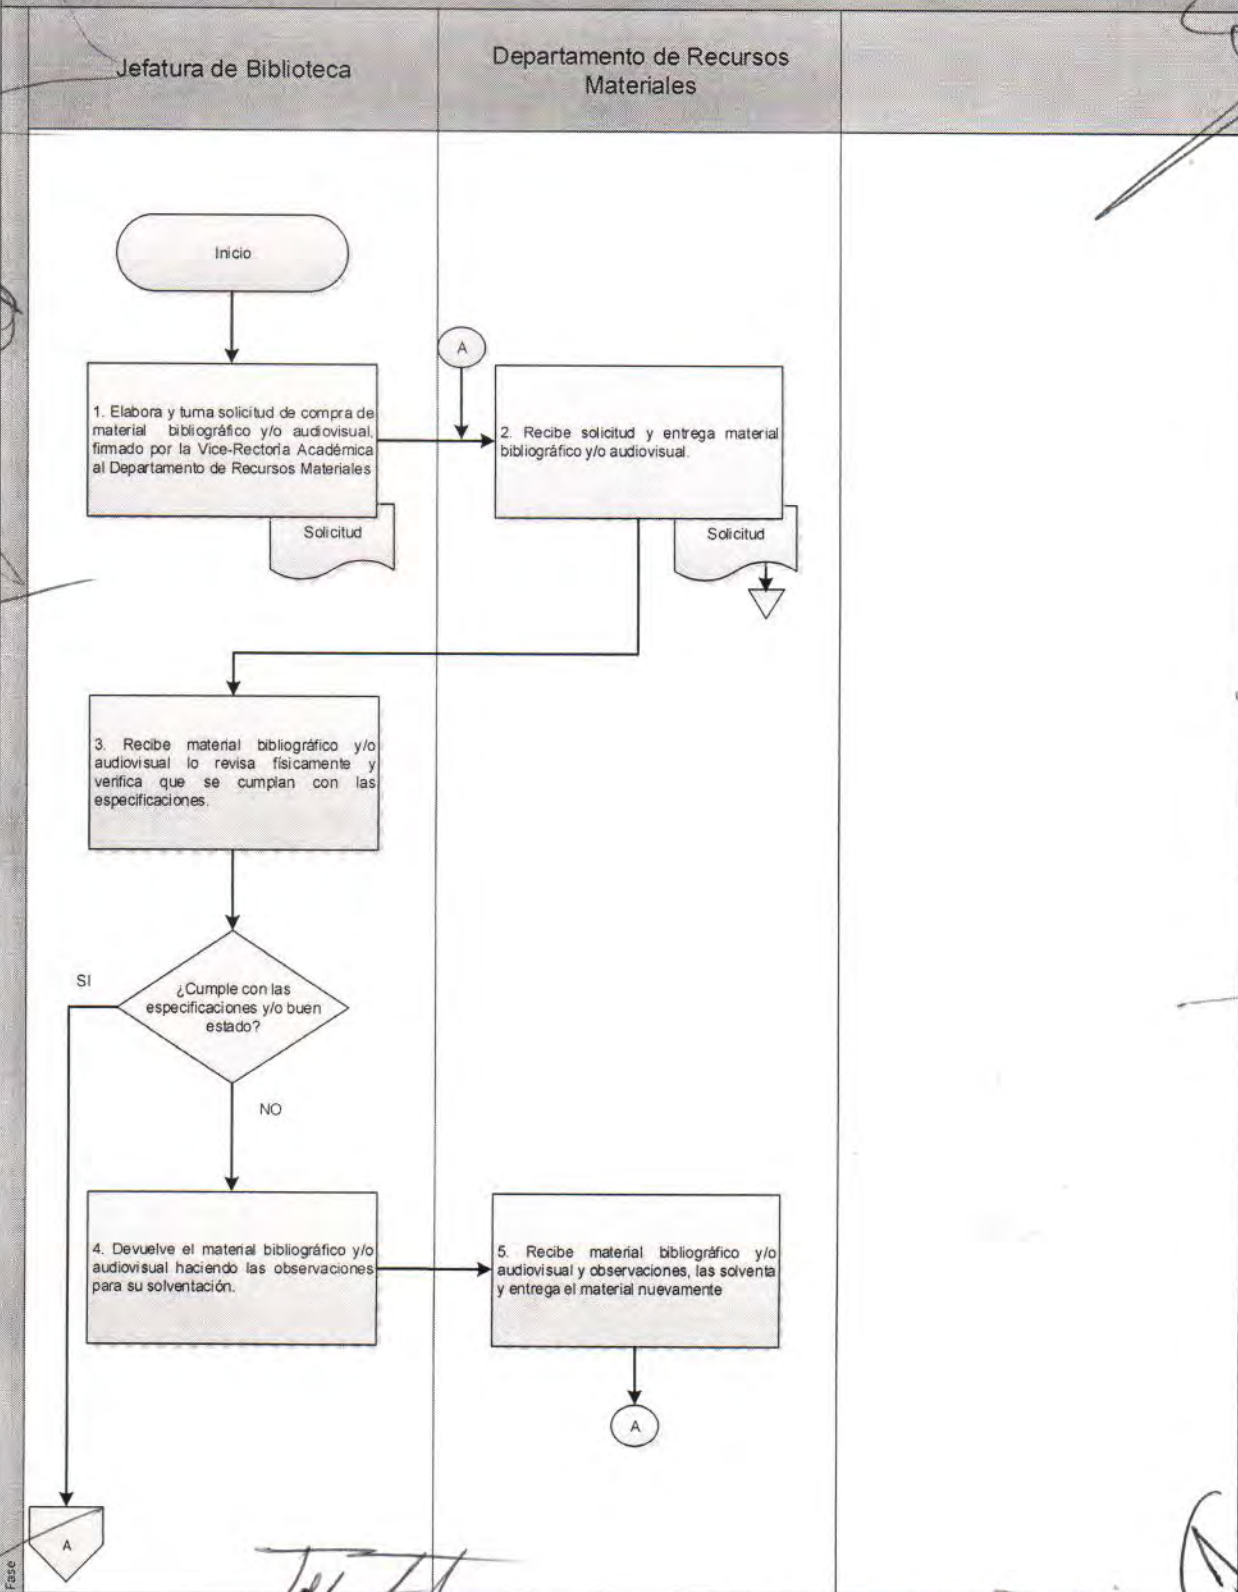 Jefatura de Biblioteca
Departamento de Recursos
Materiales
Inicio
A
1. Elabora y turna solicitud de compra de
material bibliográfico y/o audiovisual,
firmado por la Vice-Rectoría Académica
al Departamento de Recursos Materiales
Solicitud
2. Recibe solicitud y entrega material
bibliográfico y/o audiovisual.
Solicitud
3. Recibe material bibliográfico y/o
audiovisual lo revisa físicamente y
verifica que se cumplan con las
especificaciones.
SI
¿Cumple con las
especificaciones y/o buen
estado?
NO
4. Devuelve el material bibliográfico y/o
audiovisual haciendo las observaciones
para su solventación.
5. Recibe material bibliográfico y/o
audiovisual y observaciones, las solventa
y entrega el material nuevamente
A
A
Fase